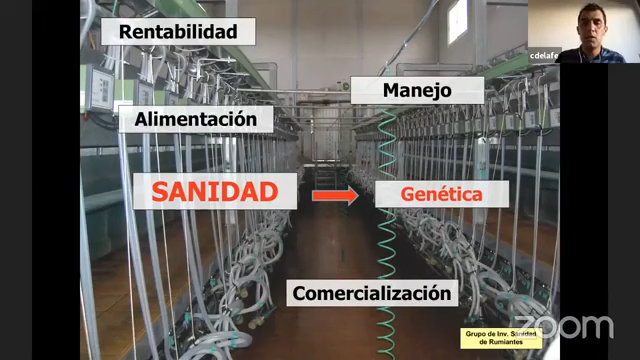 Rentabilidad
cdelafe
Manejo
Alimentación
SANIDAD
Genética
Comercialización
Grupo de Inv. Sanidad
de Rumiantes
zoom